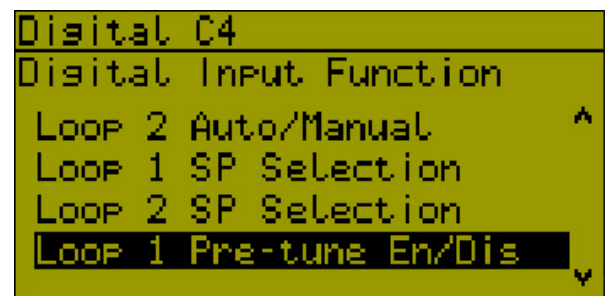 Digital C4
Digital Input Function
Loop 2 Auto/Manual
Loop 1 SP Selection
Loop 2 SP Selection
Loop 1 Pre-tune En/Dis